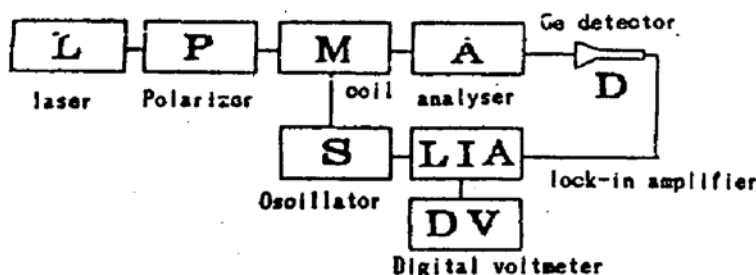 Ge detector
L P M A
laser Polarizor coil analyser D
S LIA
Oscillator lock-in amplifier
DV
Digital voltmeter